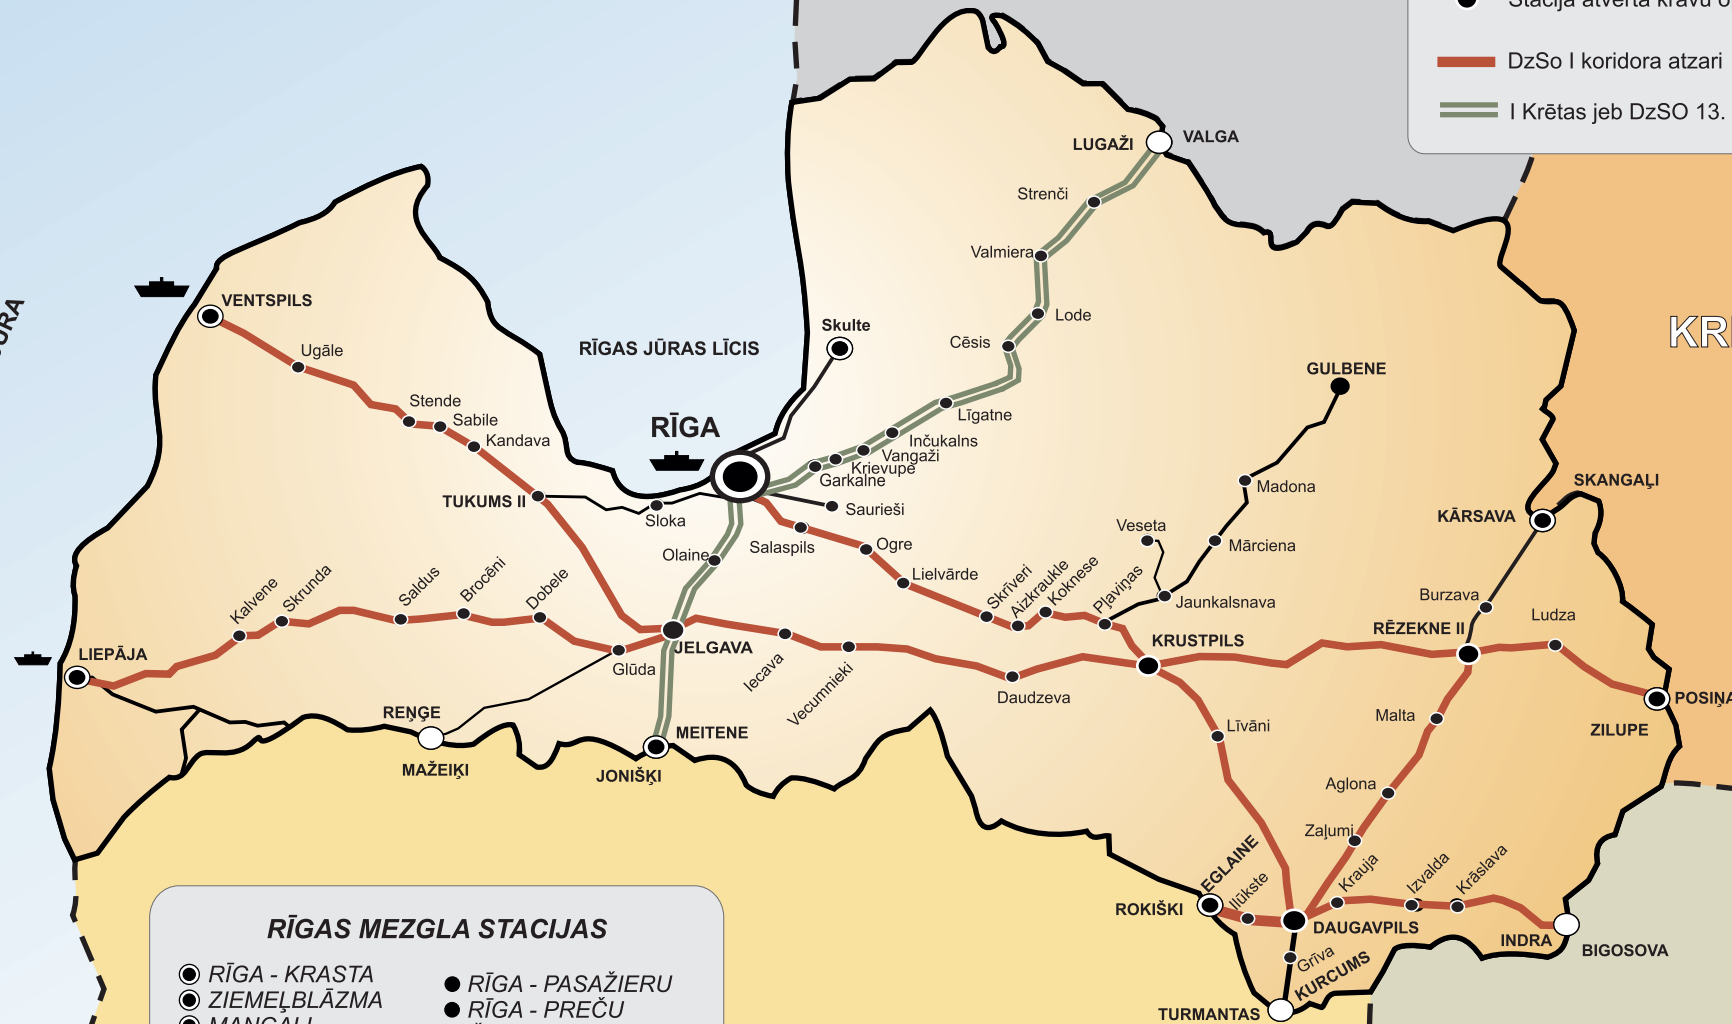 DzSo I koridora atzari
I Krētas jeb DzSO 13.
LUGAŽI
VALGA
Strenči
Valmiera
VENTSPILS
Lode
Skulte
Cēsis
RĪGAS JŪRAS LĪCIS
Ugāle
GULBENE
Stende
Sabile
Līgatne
RĪGA
Kandava
Inčukalns
Vangaži
Krievupe
Garkalne
Madona
SKANGAĻI
TUKUMS II
Saurieši
KĀRSAVA
Sloka
Veseta
Olaine
Salaspils
Ogre
Mārciena
Lielvārde
Kalvene
Skrunda
Saldus
Brocēni
Dobele
Skrīveri
Aizkraukle
Koknese
Pļaviņas
Jaunkalsnava
Burzava
Ludza
RĒZEKNE II
KRUSTPILS
LIEPĀJA
JELGAVA
Glūda
Iecava
Vecumnieki
Daudzeva
POSIŅA
REŅĢE
Malta
Līvāni
MEITENE
ZILUPE
MAŽEIĶI
JONIŠĶI
Aglona
Zaļumi
EGLAINE
Ilūkste
Krauja
Izvalda
Krāslava
ROKIŠKI
DAUGAVPILS
INDRA
BIGOSOVA
Grīva
KURCUMS
TURMANTAS
RĪGAS MEZGLA STACIJAS
RĪGA - KRASTA
ZIEMEĻBLĀZMA
RĪGA - PASAŽIERU
RĪGA - PREČU